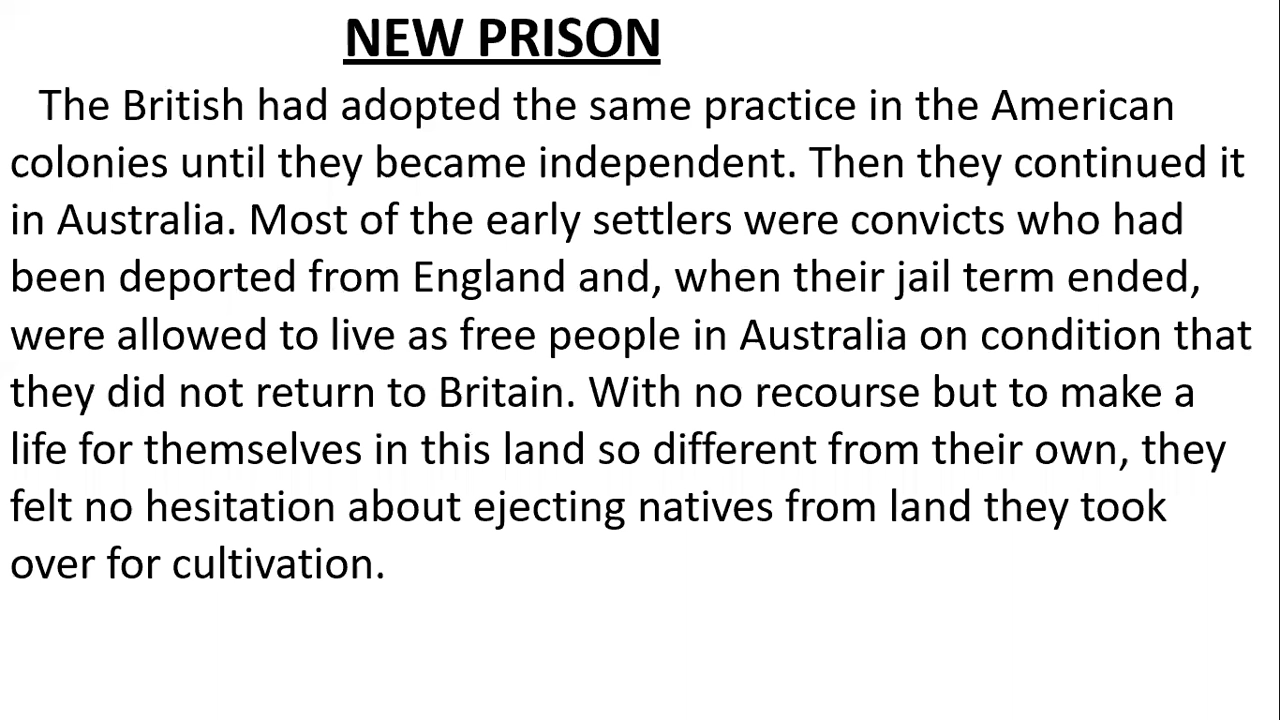 NEW PRISON
The British had adopted the same practice in the American
colonies until they became independent. Then they continued it
in Australia. Most of the early settlers were convicts who had
been deported from England and, when their jail term ended,
were allowed to live as free people in Australia on condition that
they did not return to Britain. With no recourse but to make a
life for themselves in this land so different from their own, they
felt no hesitation about ejecting natives from land they took
over for cultivation.